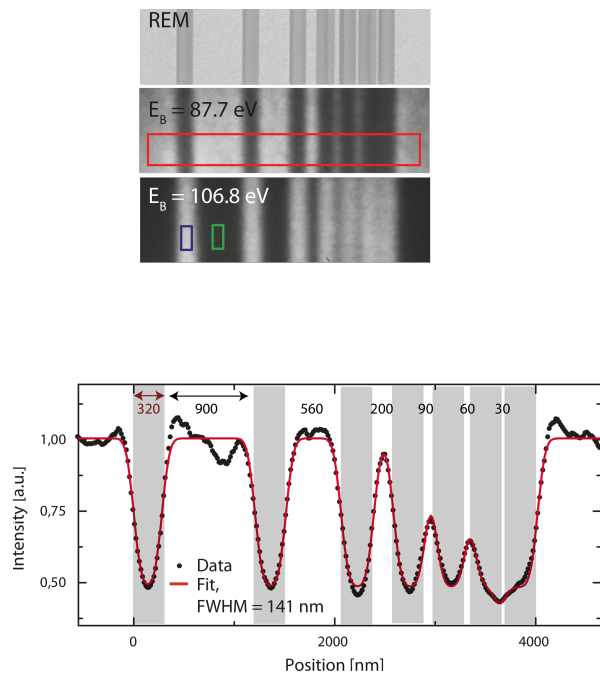 REM
E_B = 87.7 eV
E_B = 106.8 eV
320 900 560 200 90 60 30
1,00
0,75
0,50
Intensity [a.u.]
Data
Fit,
FWHM = 141 nm
0 2000 4000
Position [nm]